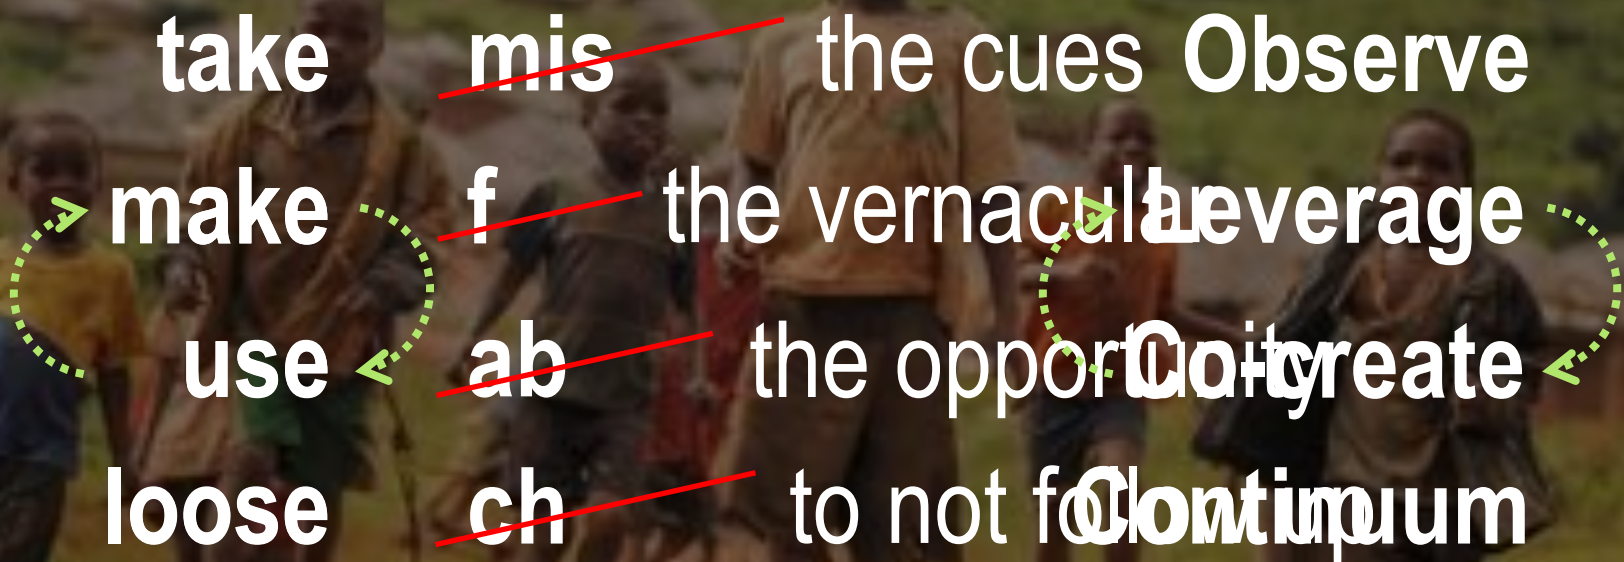 take mis the cues Observe
make f the vernacular Leverage
use ab the opportunity Co-create
loose ch to not follow up Continuum